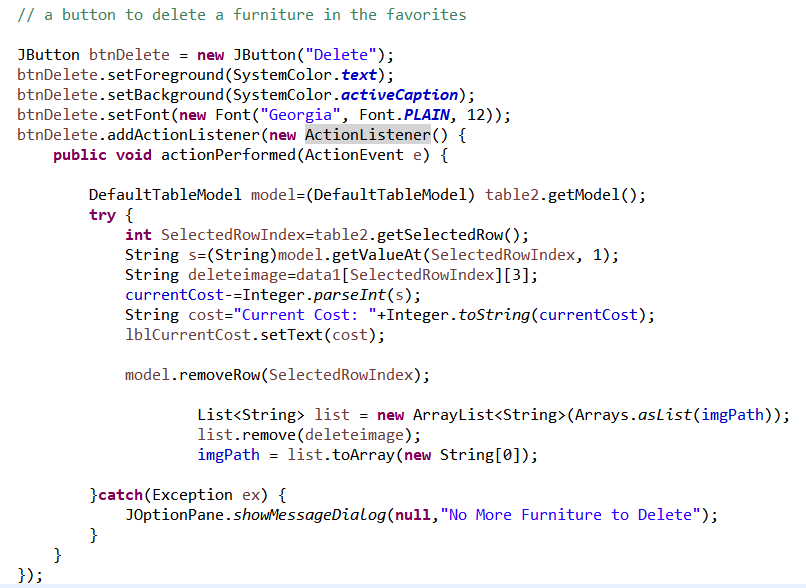 // a button to delete a furniture in the favorites
JButton btnDelete = new JButton("Delete");
btnDelete.setForeground(SystemColor.text);
btnDelete.setBackground(SystemColor.activeCaption);
btnDelete.setFont(new Font("Georgia", Font.PLAIN, 12));
btnDelete.addActionListener(new ActionListener() {
public void actionPerformed(ActionEvent e) {
DefaultTableModel model=(DefaultTableModel) table2.getModel();
try {
int SelectedRowIndex=table2.getSelectedRow();
String s=(String)model.getValueAt(SelectedRowIndex, 1);
String deleteimage=data1[SelectedRowIndex][3];
currentCost-=Integer.parseInt(s);
String cost="Current Cost: "+Integer.toString(currentCost);
lblCurrentCost.setText(cost);
model.removeRow(SelectedRowIndex);
List<String> list = new ArrayList<String>(Arrays.asList(imgPath));
list.remove(deleteimage);
imgPath = list.toArray(new String[0]);
}catch(Exception ex) {
JOptionPane.showMessageDialog(null,"No More Furniture to Delete");
}
}
});